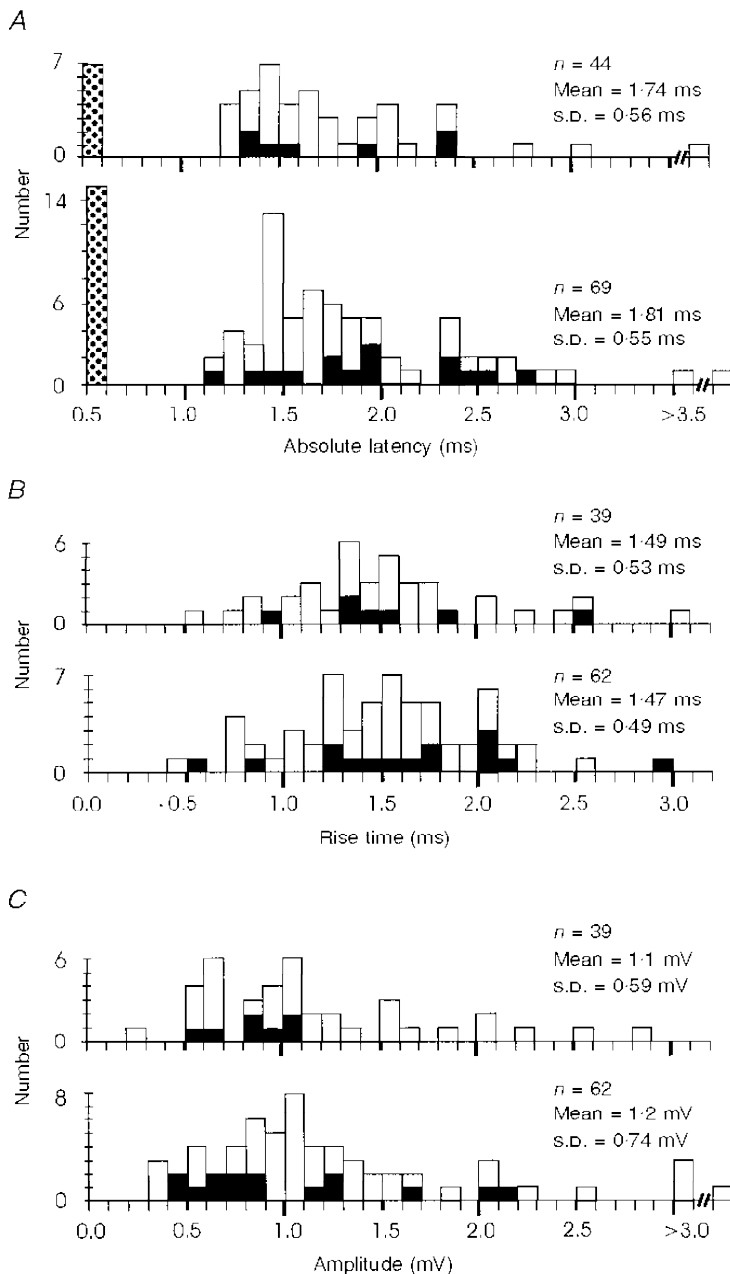 A
7
0
n = 44
Mean = 1·74 ms
S.D. = 0·56 ms
Number
14
6
0
n = 69
Mean = 1·81 ms
S.D. = 0·55 ms
0.5 1.0 1.5 2.0 2.5 3.0 >3.5
Absolute latency (ms)
B
6
0
n = 39
Mean = 1·49 ms
S.D. = 0·53 ms
Number
7
0
n = 62
Mean = 1·47 ms
S.D. = 0·49 ms
0.0 0.5 1.0 1.5 2.0 2.5 3.0
Rise time (ms)
C
6
0
n = 39
Mean = 1·1 mV
S.D. = 0·59 mV
Number
8
0
n = 62
Mean = 1·2 mV
S.D. = 0·74 mV
0.0 0.5 1.0 1.5 2.0 2.5 >3.0
Amplitude (mV)